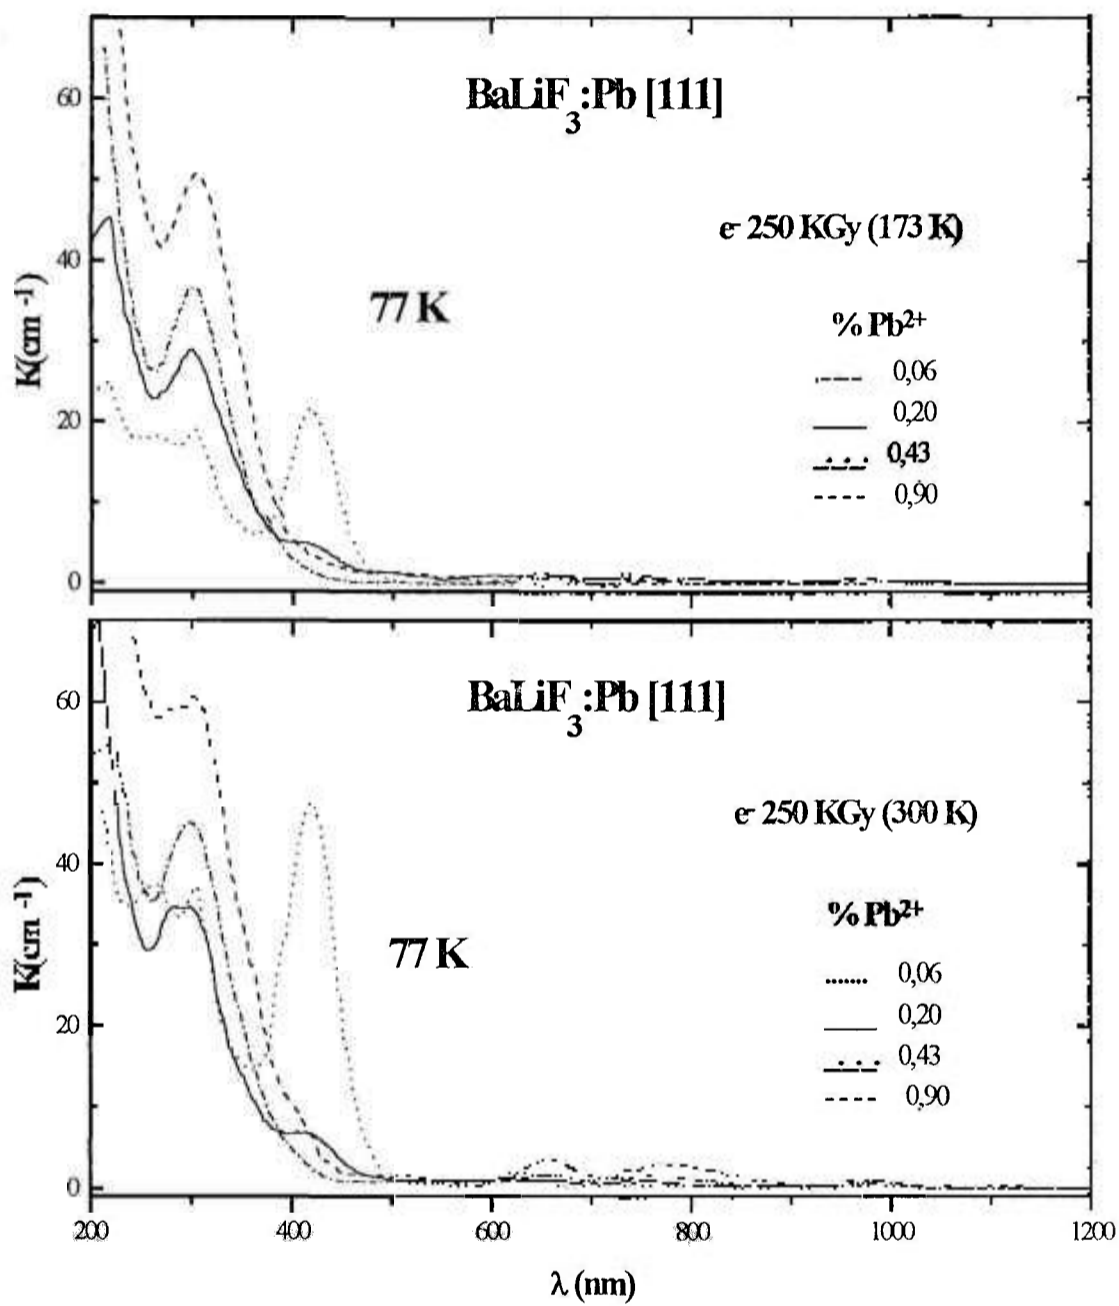 BaLiF₃:Pb [111]
60
e⁻ 250 KGy (173 K)
40
77 K
% Pb²⁺
K(cm ⁻¹)
0,06
20
0,20
0,43
0,90
0
BaLiF₃:Pb [111]
60
e⁻ 250 KGy (300 K)
40
% Pb²⁺
77 K
K(cm ⁻¹)
0,06
20
0,20
0,43
0,90
0
200 400 600 800 1000 1200
λ (nm)